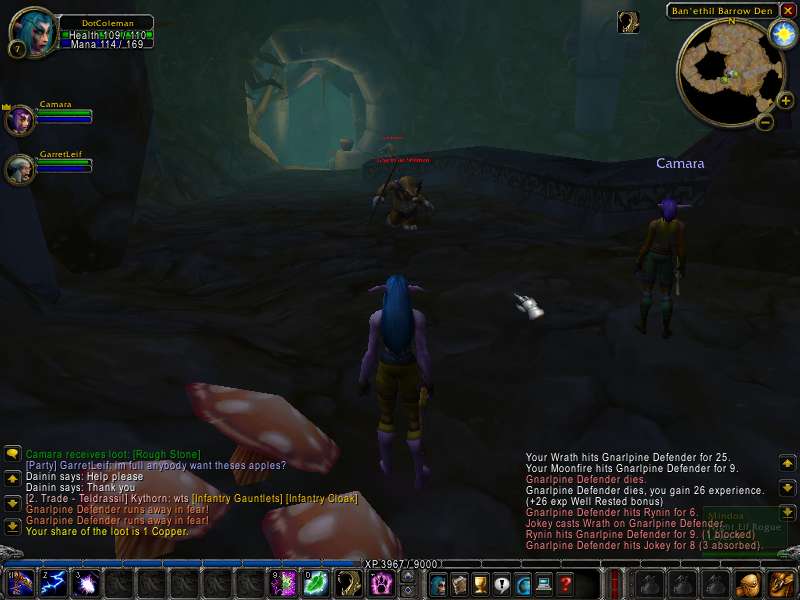 DotColeman
Health 109 / 110
Mana 114 / 169
7
Ban'ethil Barrow Den
N
Camara
GarretLeif
Camara
Camara receives loot: [Rough Stone]
[Party] GarretLeif: im full anybody want theses apples?
Dainin says: Help please
Dainin says: Thank you
[2. Trade - Teldrassil] Kythorn: wts [Infantry Gauntlets] [Infantry Cloak]
Gnarlpine Defender runs away in fear!
Gnarlpine Defender runs away in fear!
Your share of the loot is 1 Copper.
Your Wrath hits Gnarlpine Defender for 25.
Your Moonfire hits Gnarlpine Defender for 9.
Gnarlpine Defender dies.
Gnarlpine Defender dies, you gain 26 experience.
(+26 exp Well Rested bonus)
Gnarlpine Defender hits Rynin for 6.
Jokey casts Wrath on Gnarlpine Defender.
Rynin hits Gnarlpine Defender for 9. (1 blocked)
Gnarlpine Defender hits Jokey for 8 (3 absorbed).
Elf Rogue
XP 3967 / 9000